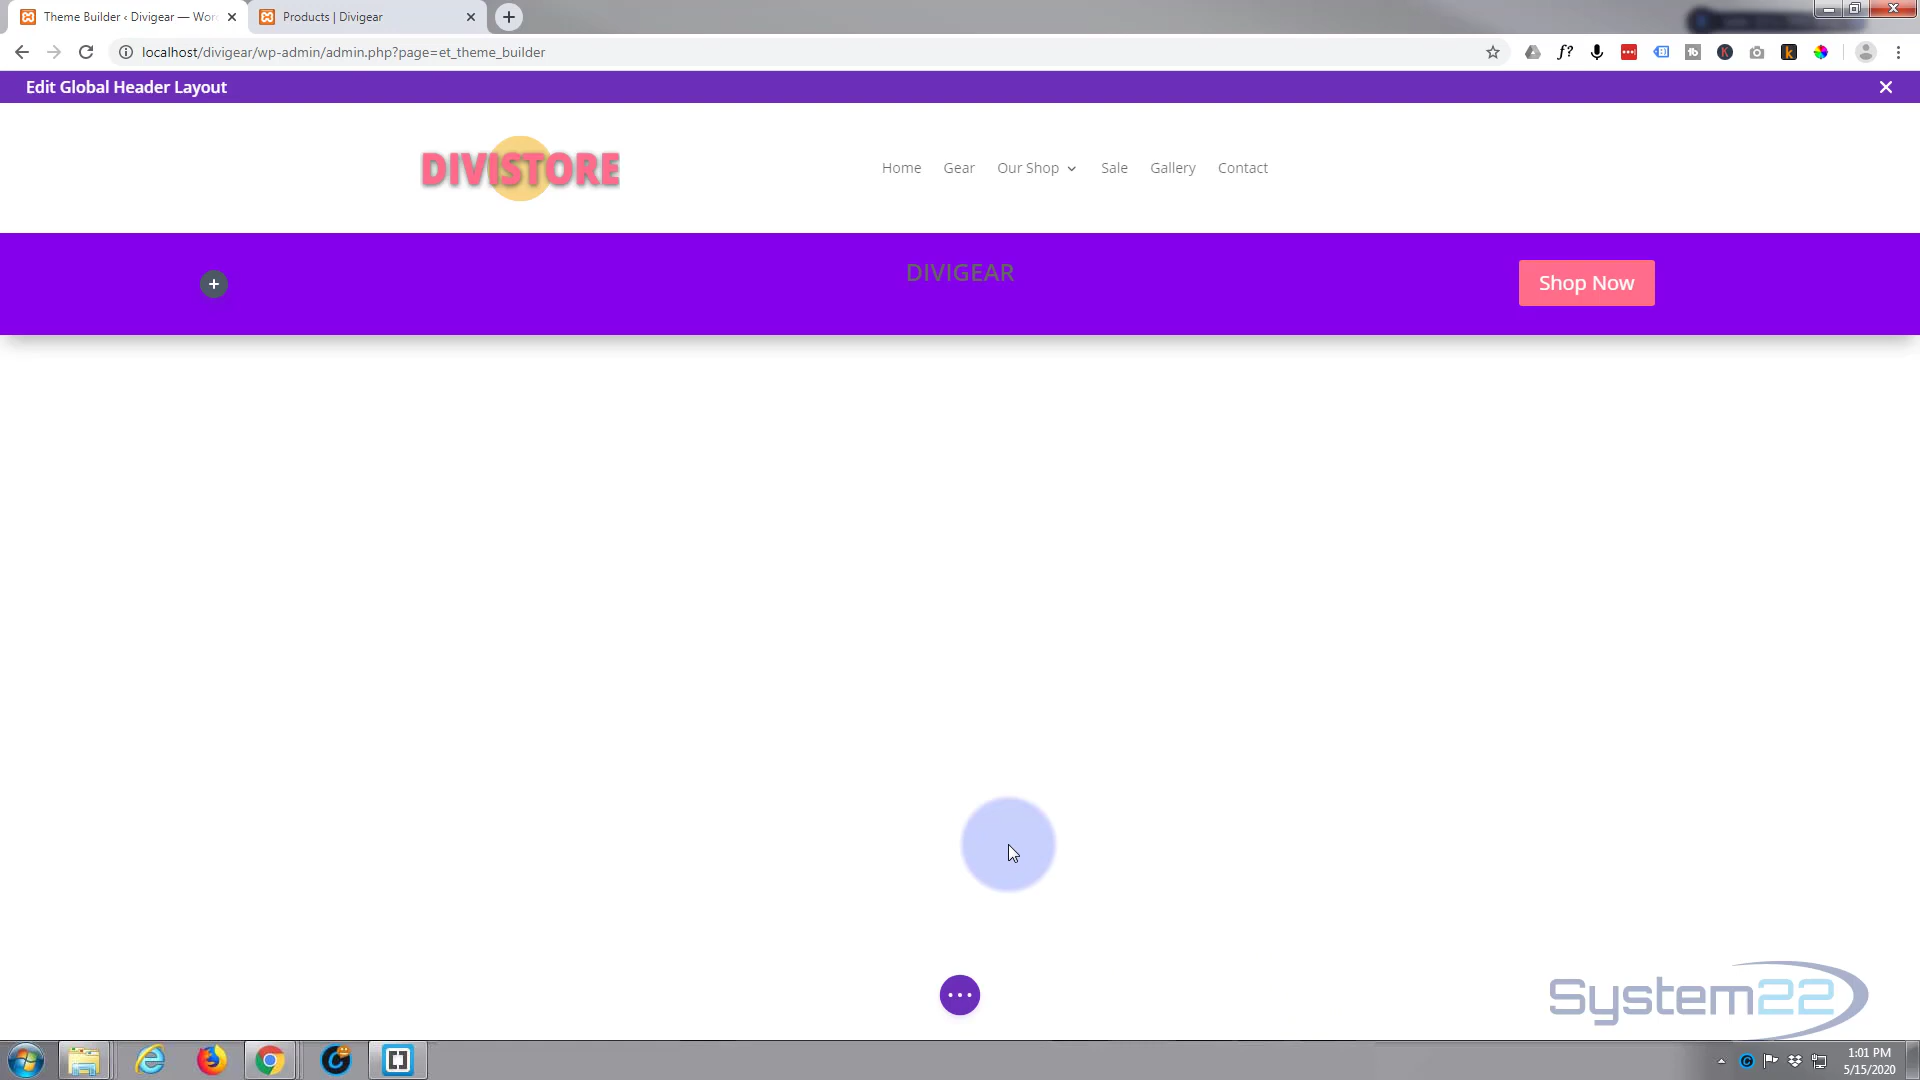 Theme Builder ‹ Divigear — Wor
Products | Divigear
localhost/divigear/wp-admin/admin.php?page=et_theme_builder
Edit Global Header Layout
DIVISTORE
Home Gear Our Shop Sale Gallery Contact
DIVIGEAR
Shop Now
System22
1:01 PM
5/15/2020